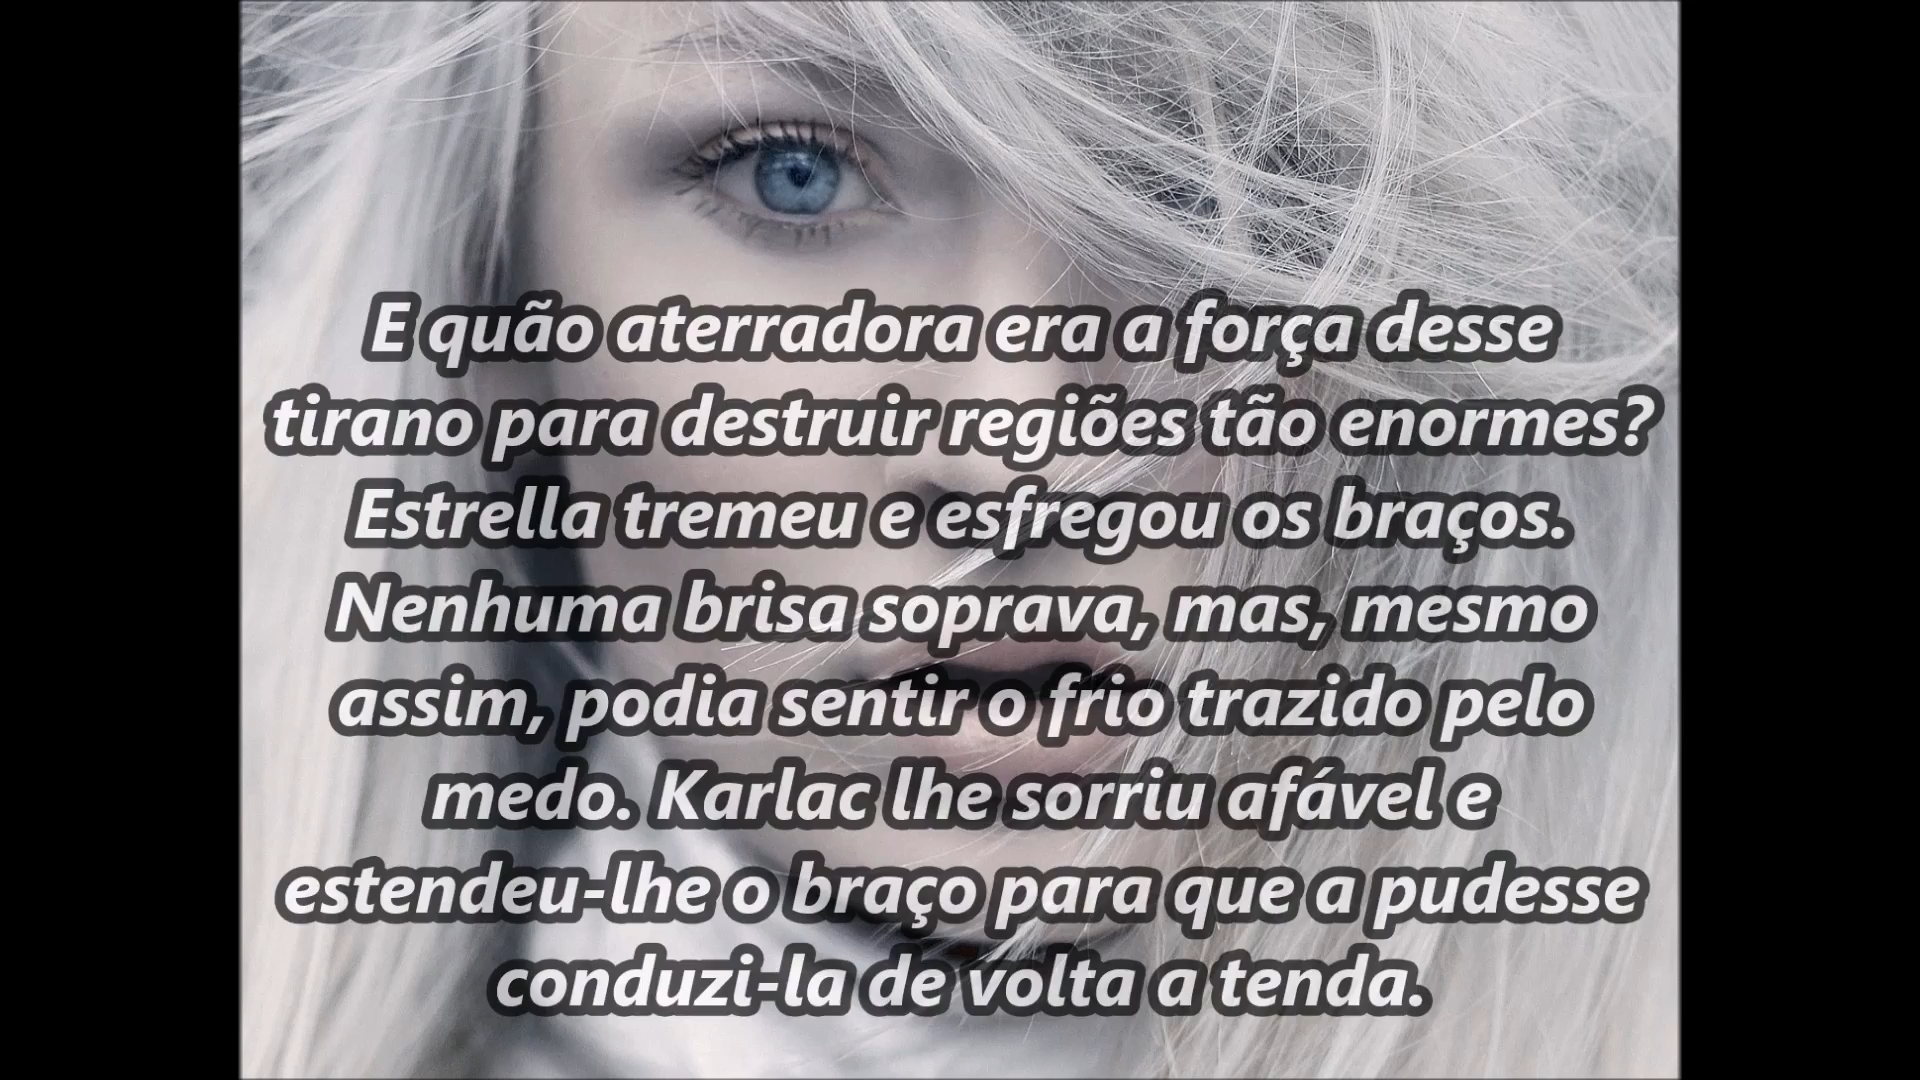 E quão aterradora era a força desse
tirano para destruir regiões tão enormes?
Estrella tremeu e esfregou os braços.
Nenhuma brisa soprava, mas, mesmo
assim, podia sentir o frio trazido pelo
medo. Karlac lhe sorriu afável e
estendeu-lhe o braço para que a pudesse
conduzi-la de volta a tenda.